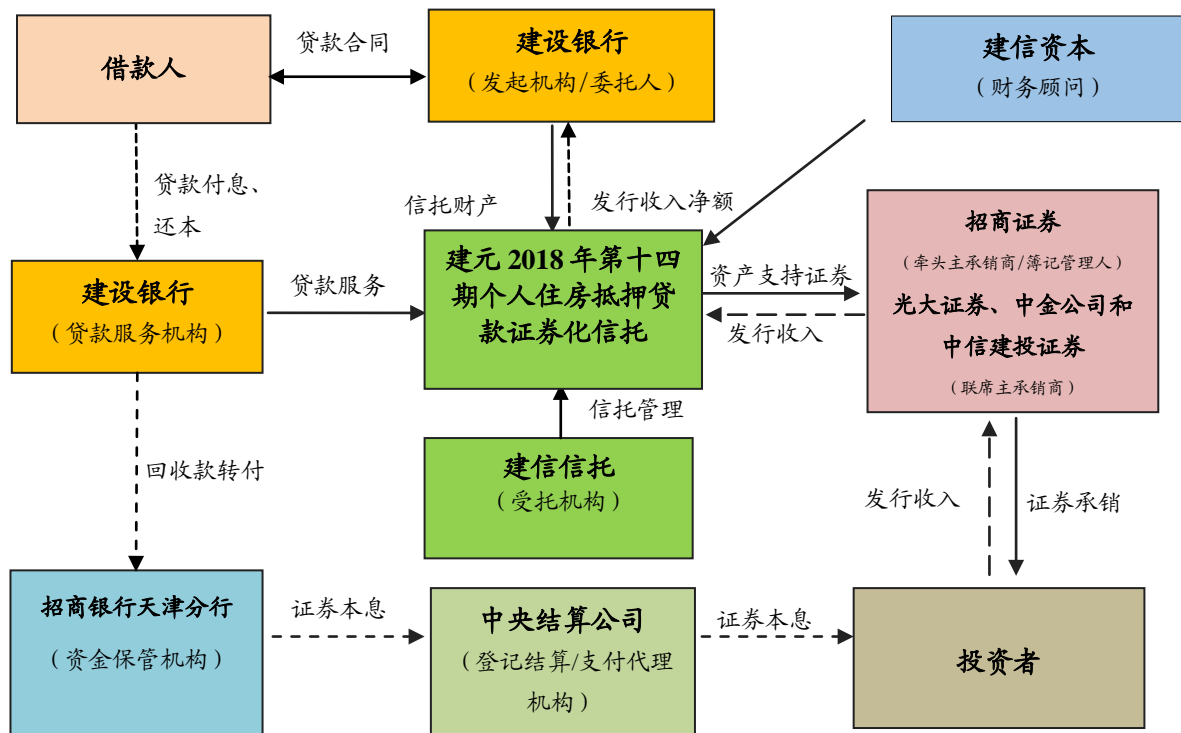 借款人
贷款合同
建设银行
（发起机构/委托人）
建信资本
（财务顾问）
贷款付息、
还本
信托财产
发行收入净额
建设银行
（贷款服务机构）
贷款服务
建元 2018 年第十四
期个人住房抵押贷
款证券化信托
资产支持证券
发行收入
招商证券
（牵头主承销商/簿记管理人）
光大证券、中金公司和
中信建投证券
（联席主承销商）
信托管理
建信信托
（受托机构）
回收款转付
发行收入
证券承销
招商银行天津分行
（资金保管机构）
证券本息
中央结算公司
（登记结算/支付代理
机构）
证券本息
投资者